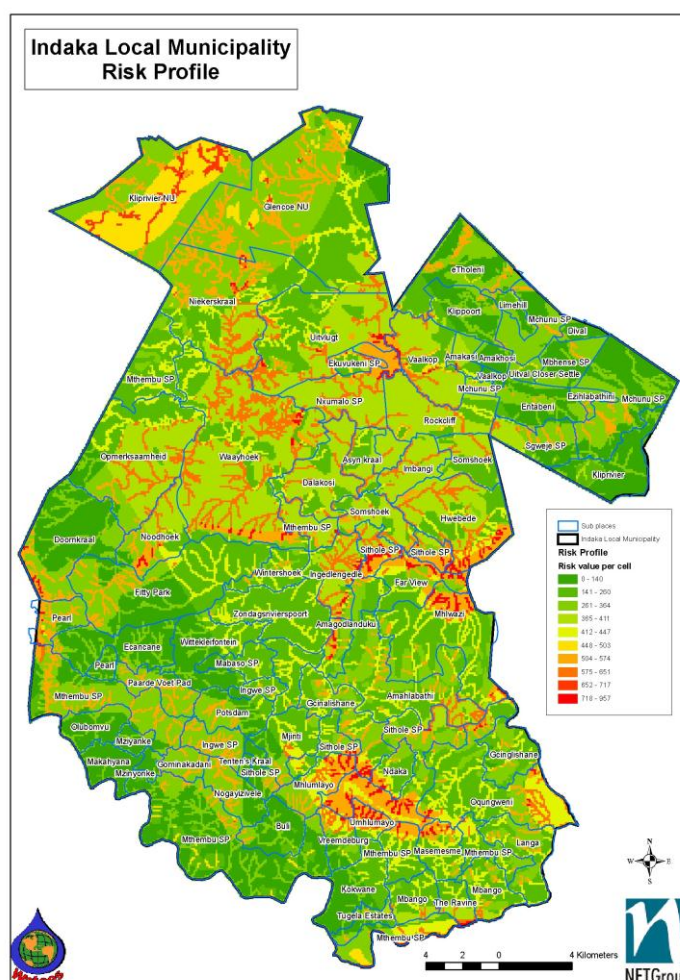 Indaka Local Municipality
Risk Profile
Kliprivier NU
Glencoe NU
eTholeni
Niekerskraal
Klippoort
Limehill
Mchunu SP
Dival
Uitvlugt
Ekuvukeni SP
Vaalkop
Amakasi
Amakhosi
Mbhense SP
Mthembu SP
Vaalkop
Uitval Closer Settle
Nxumalo SP
Mchunu SP
Ezihlabathini
Mchunu SP
Rockcliff
Entabeni
Sgweje SP
Opmerksaamheid
Waayhoek
Asynkraal
Imbangi
Somshoek
Kliprivier
Dalakosi
Somshoek
Hwebede
Doornkraal
Noodhoek
Mthembu SP
Sithole SP
Sithole SP
Wintershoek
Ingedlengedle
Far View
Fitty Park
Mhlwazi
Pearl
Zondagsrivierspoort
Amagodlanduku
Ecancane
Wittekleifontein
Pearl
Mabaso SP
Paarde Voet Pad
Ingwe SP
Gcinalishane
Amahlabathi
Mthembu SP
Potsdam
Olubomvu
Mjinti
Sithole SP
Mziyanke
Ingwe SP
Sithole SP
Gcinglishane
Makahyana
Gominakadani
Tenten's Kraal
Ndaka
Mzinyonke
Sithole SP
Mhlumlayo
Nogaylzivele
Oqungweni
Umhlumayo
Buli
Mthembu SP
Vreemdeburg
Langa
Mthembu SP
Masemesme
Mthembu SP
Kokwane
Mbango
Mbango
The Ravine
Tugela Estates
Mthembu SP
Sub places
Indaka Local Municipality
Risk Profile
Risk value per cell
0 - 140
141 - 260
261 - 364
365 - 411
412 - 447
448 - 503
504 - 574
575 - 651
652 - 717
718 - 957
N
W
E
S
4 2 0 4 Kilometers
NETGroup